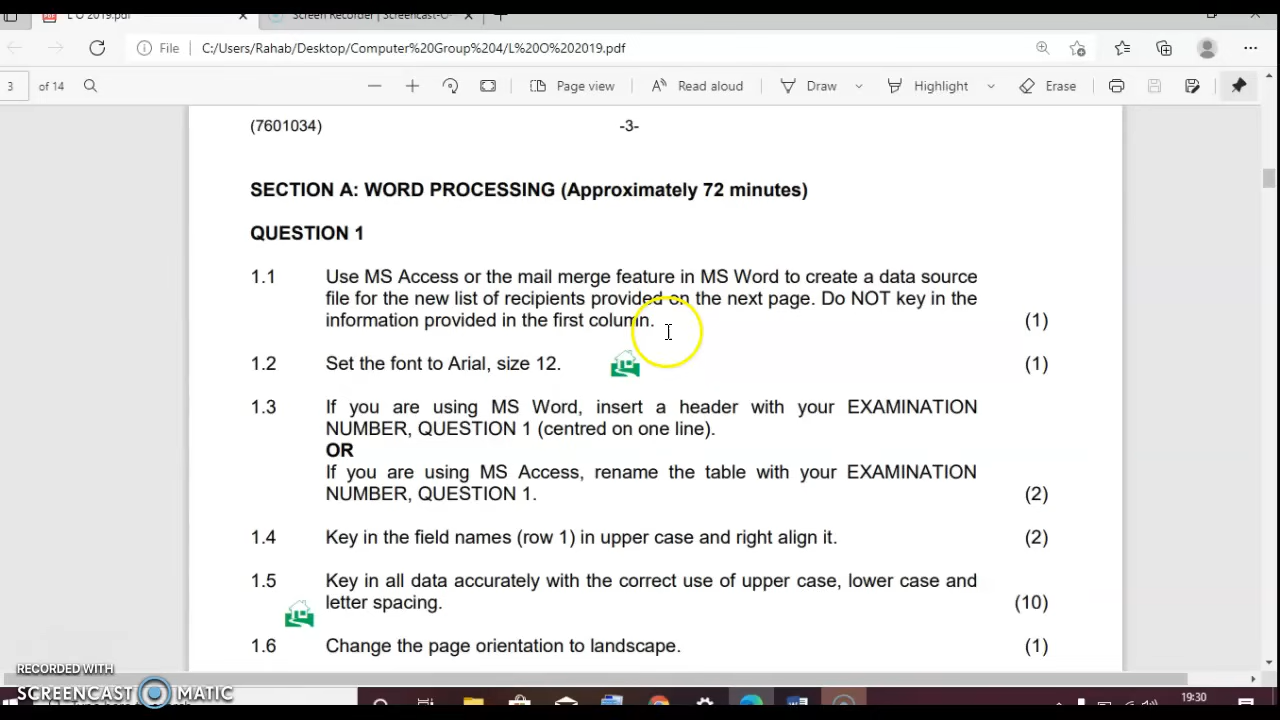 L O 2019.pdf
Screen Recorder | Screencast-O-
File C:/Users/Rahab/Desktop/Computer%20Group%204/L%20O%202019.pdf
3 of 14 Page view Read aloud Draw Highlight Erase
(7601034) -3-
SECTION A: WORD PROCESSING (Approximately 72 minutes)
QUESTION 1
1.1 Use MS Access or the mail merge feature in MS Word to create a data source
file for the new list of recipients provided on the next page. Do NOT key in the
information provided in the first column. (1)
1.2 Set the font to Arial, size 12. (1)
1.3 If you are using MS Word, insert a header with your EXAMINATION
NUMBER, QUESTION 1 (centred on one line).
OR
If you are using MS Access, rename the table with your EXAMINATION
NUMBER, QUESTION 1. (2)
1.4 Key in the field names (row 1) in upper case and right align it. (2)
1.5 Key in all data accurately with the correct use of upper case, lower case and
letter spacing. (10)
1.6 Change the page orientation to landscape. (1)
RECORDED WITH
SCREENCAST MATIC
19:30